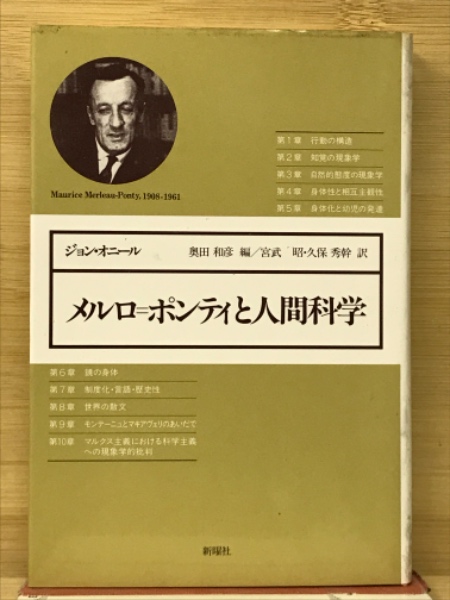 Maurice Merleau-Ponty, 1908-1961
第1章 行動の構造
第2章 知覚の現象学
第3章 自然的態度の現象学
第4章 身体性と相互主観性
第5章 身体化と幼児の発達
ジョン・オニール 奥田 和彦 編／宮武 昭・久保 秀幹 訳
メルロ=ポンティと人間科学
第6章 鏡の身体
第7章 制度化・言語・歴史性
第8章 世界の散文
第9章 モンテーニュとマキアヴェリのあいだで
第10章 マルクス主義における科学主義
への現象学的批判
新曜社